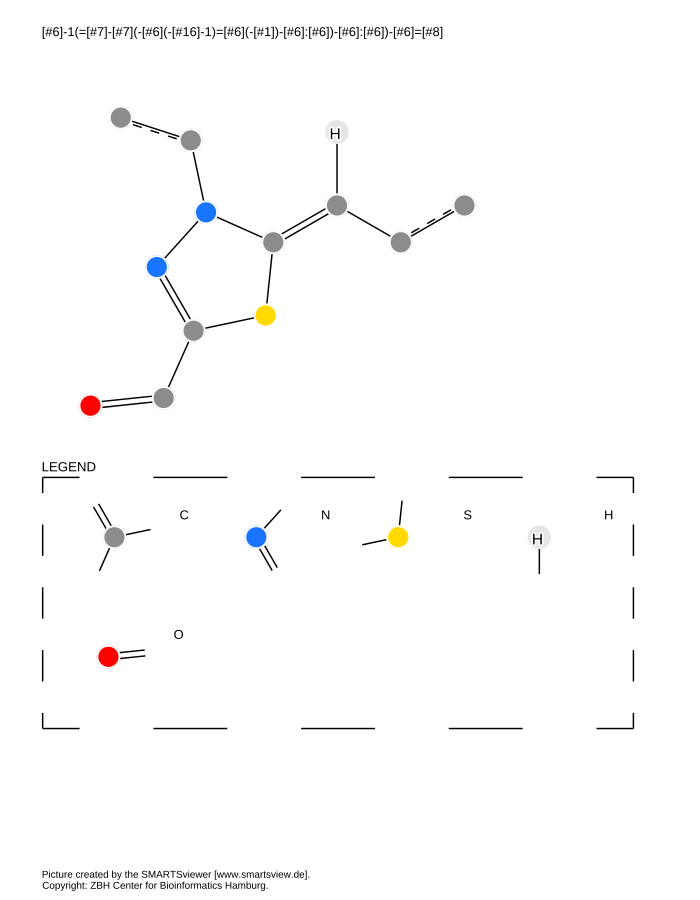 [#6]-1(=[#7]-[#7](-[#6](-[#16]-1)=[#6](-[#1])-[#6]:[#6])-[#6]:[#6])-[#6]=[#8]
H
LEGEND
C N S H H
O
Picture created by the SMARTSviewer [www.smartsview.de].
Copyright: ZBH Center for Bioinformatics Hamburg.